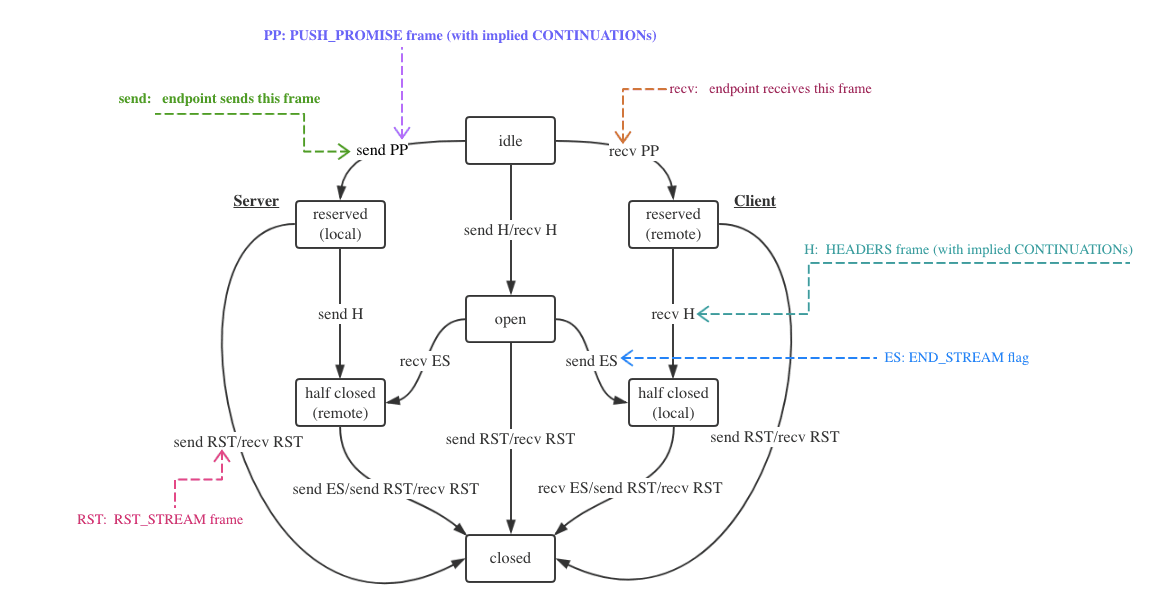 PP: PUSH_PROMISE frame (with implied CONTINUATIONs)
send:   endpoint sends this frame
recv:   endpoint receives this frame
idle
send PP
recv PP
Server
Client
reserved
(local)
reserved
(remote)
send H/recv H
H:  HEADERS frame (with implied CONTINUATIONs)
send H
recv H
open
recv ES
send ES
ES: END_STREAM flag
half closed
(remote)
half closed
(local)
send RST/recv RST
send RST/recv RST
send RST/recv RST
send ES/send RST/recv RST
recv ES/send RST/recv RST
RST:  RST_STREAM frame
closed